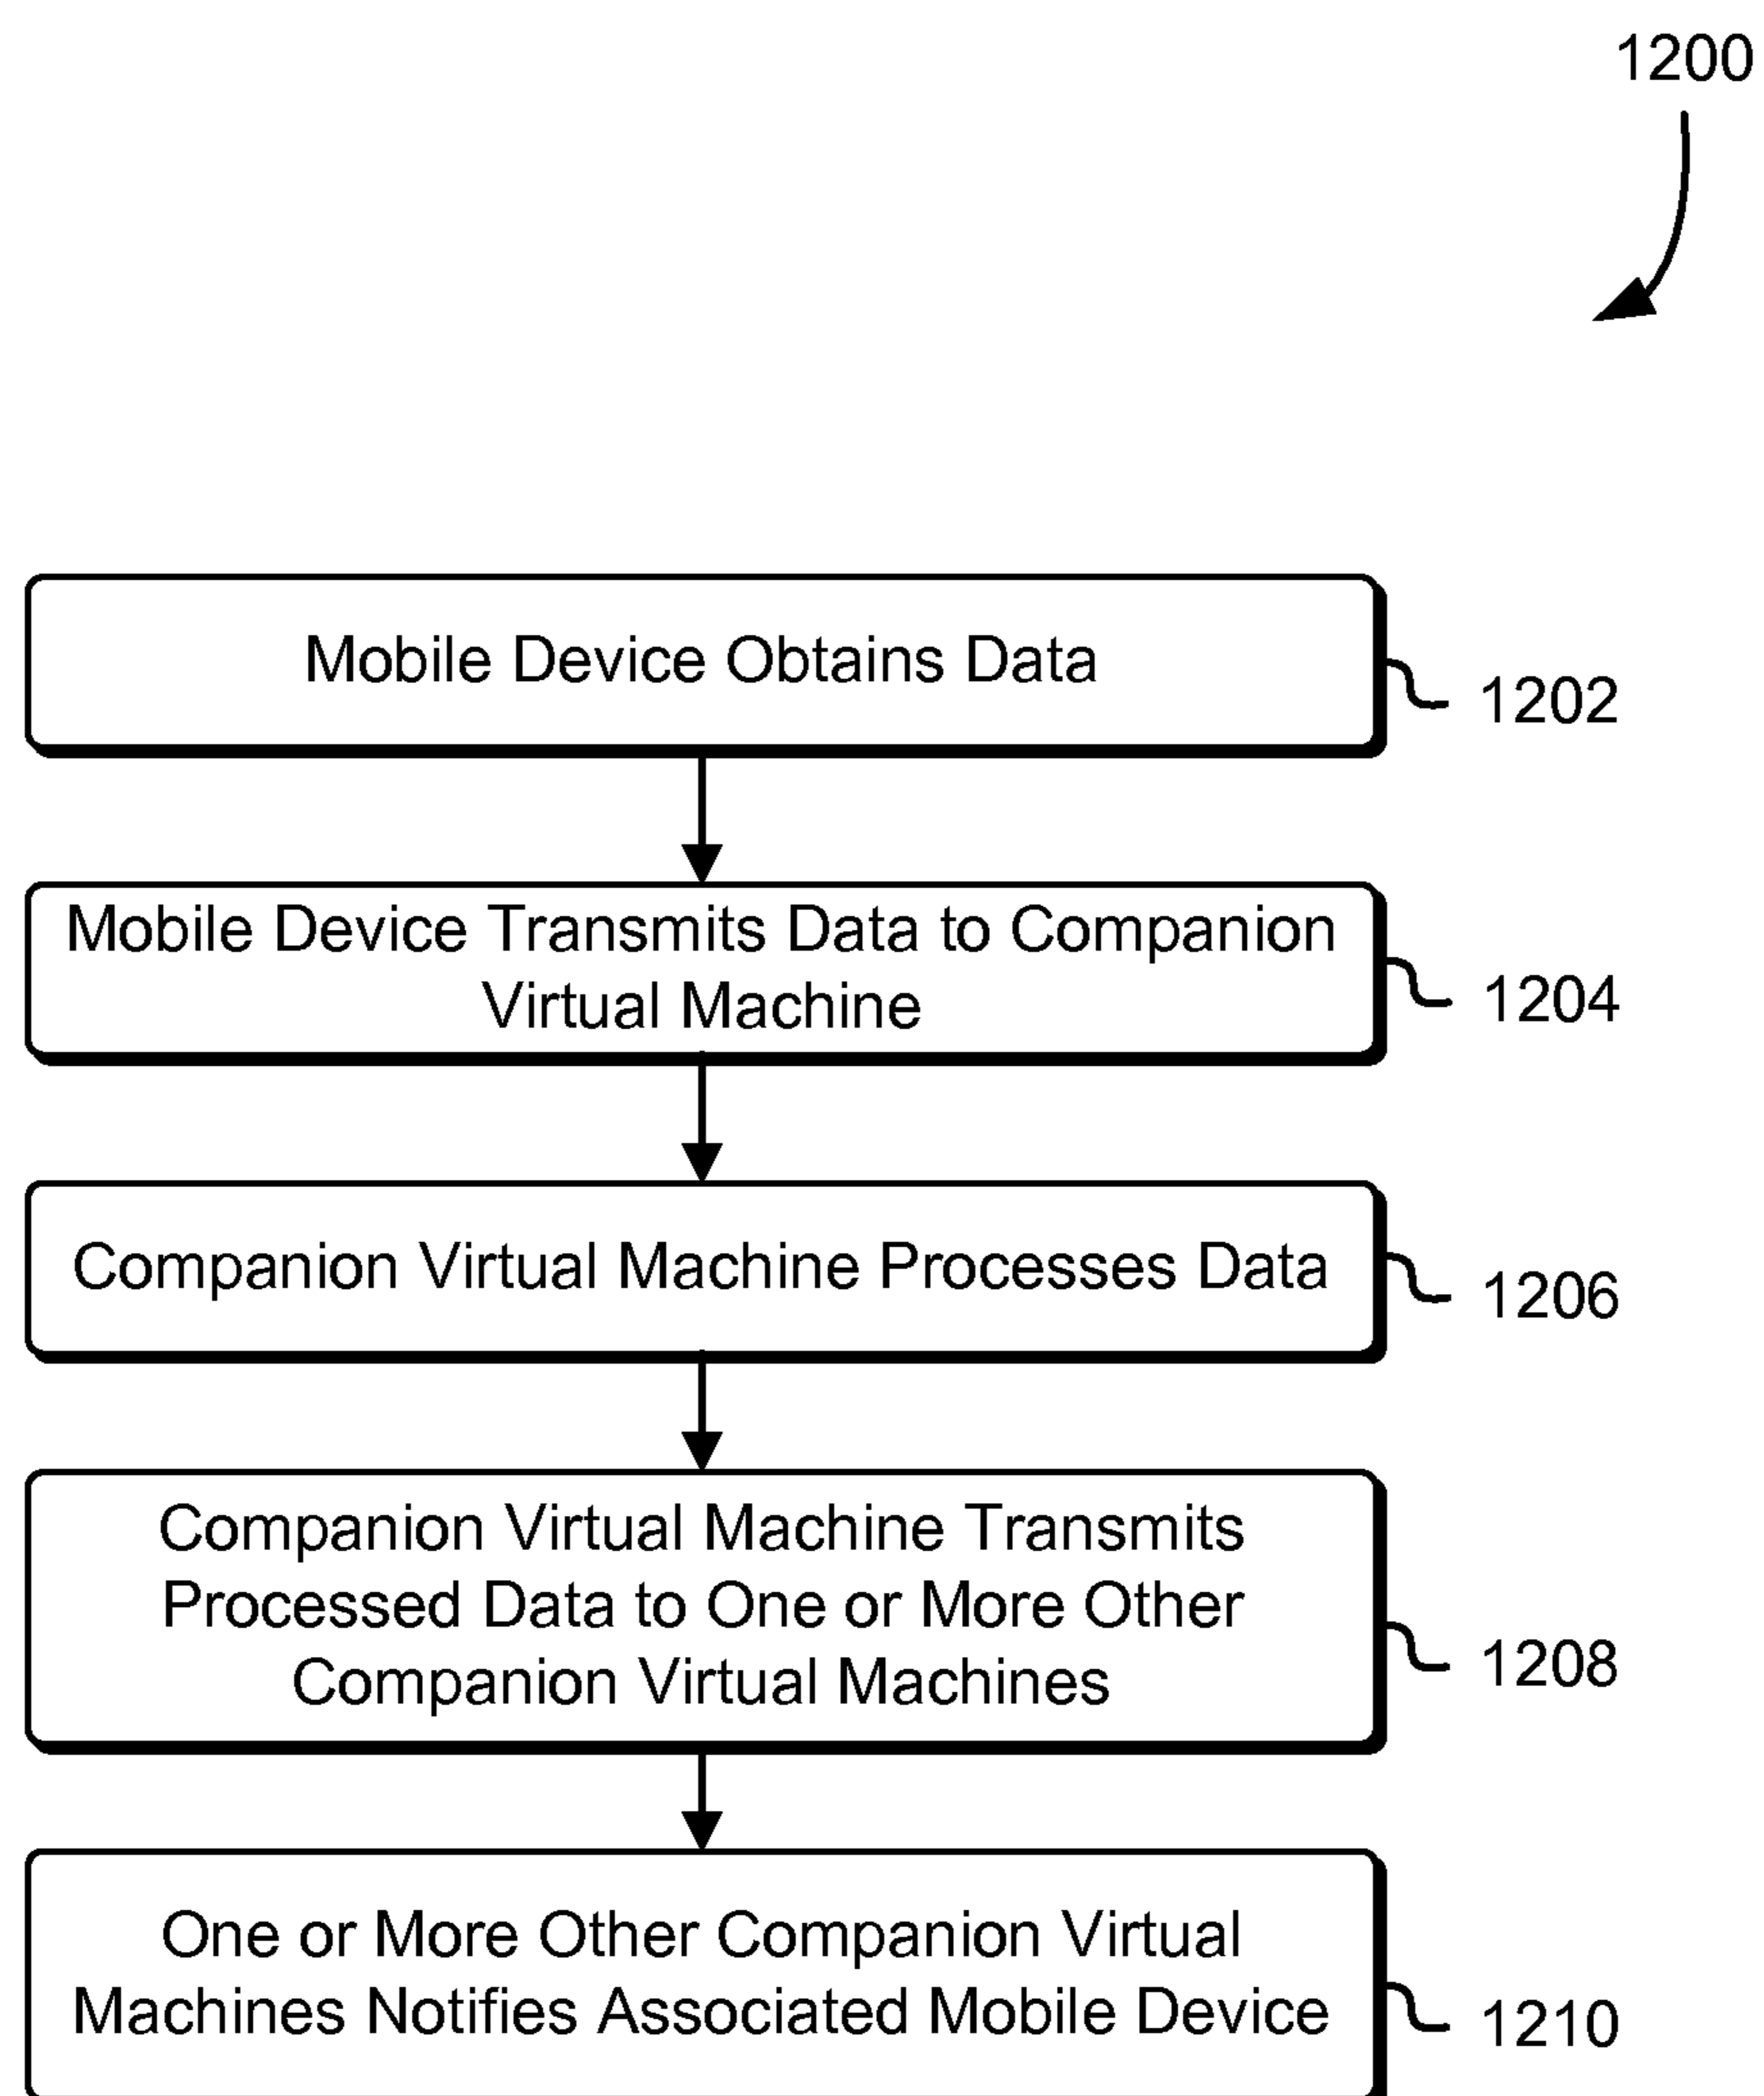 1200
Mobile Device Obtains Data
1202
Mobile Device Transmits Data to Companion
Virtual Machine
1204
Companion Virtual Machine Processes Data
1206
Companion Virtual Machine Transmits
Processed Data to One or More Other
Companion Virtual Machines
1208
One or More Other Companion Virtual
Machines Notifies Associated Mobile Device
1210